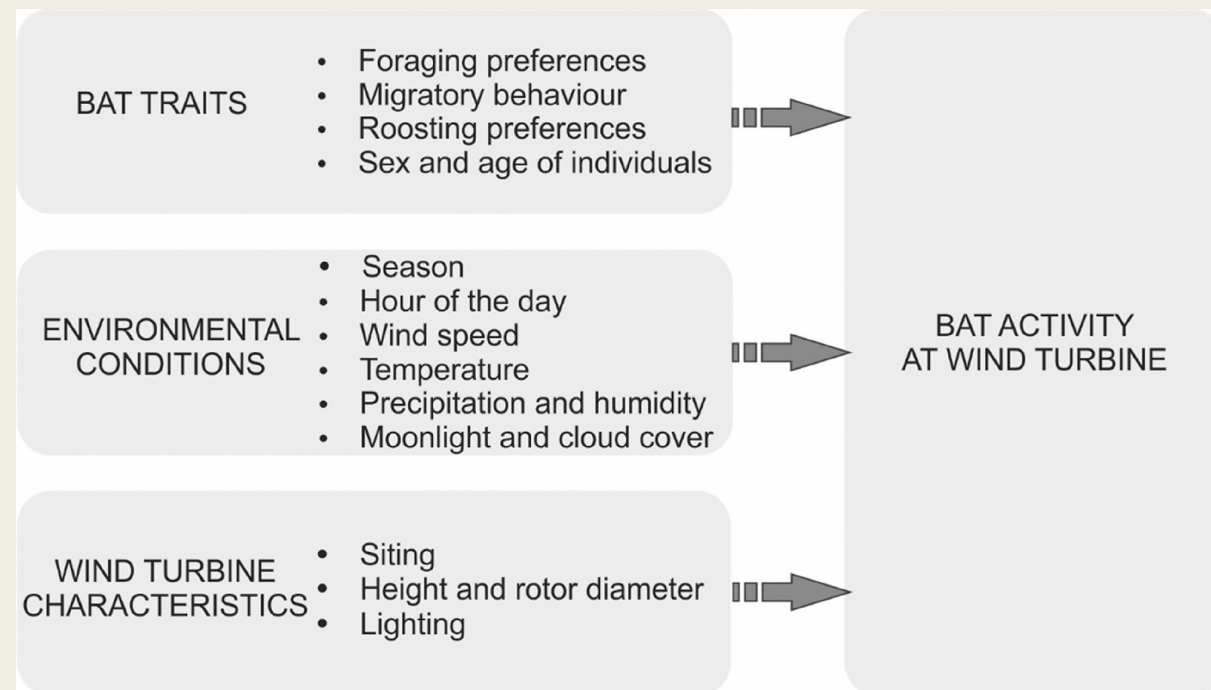 BAT TRAITS
• Foraging preferences
• Migratory behaviour
• Roosting preferences
• Sex and age of individuals
ENVIRONMENTAL
CONDITIONS
• Season
• Hour of the day
• Wind speed
• Temperature
• Precipitation and humidity
• Moonlight and cloud cover
WIND TURBINE
CHARACTERISTICS
• Siting
• Height and rotor diameter
• Lighting
BAT ACTIVITY
AT WIND TURBINE